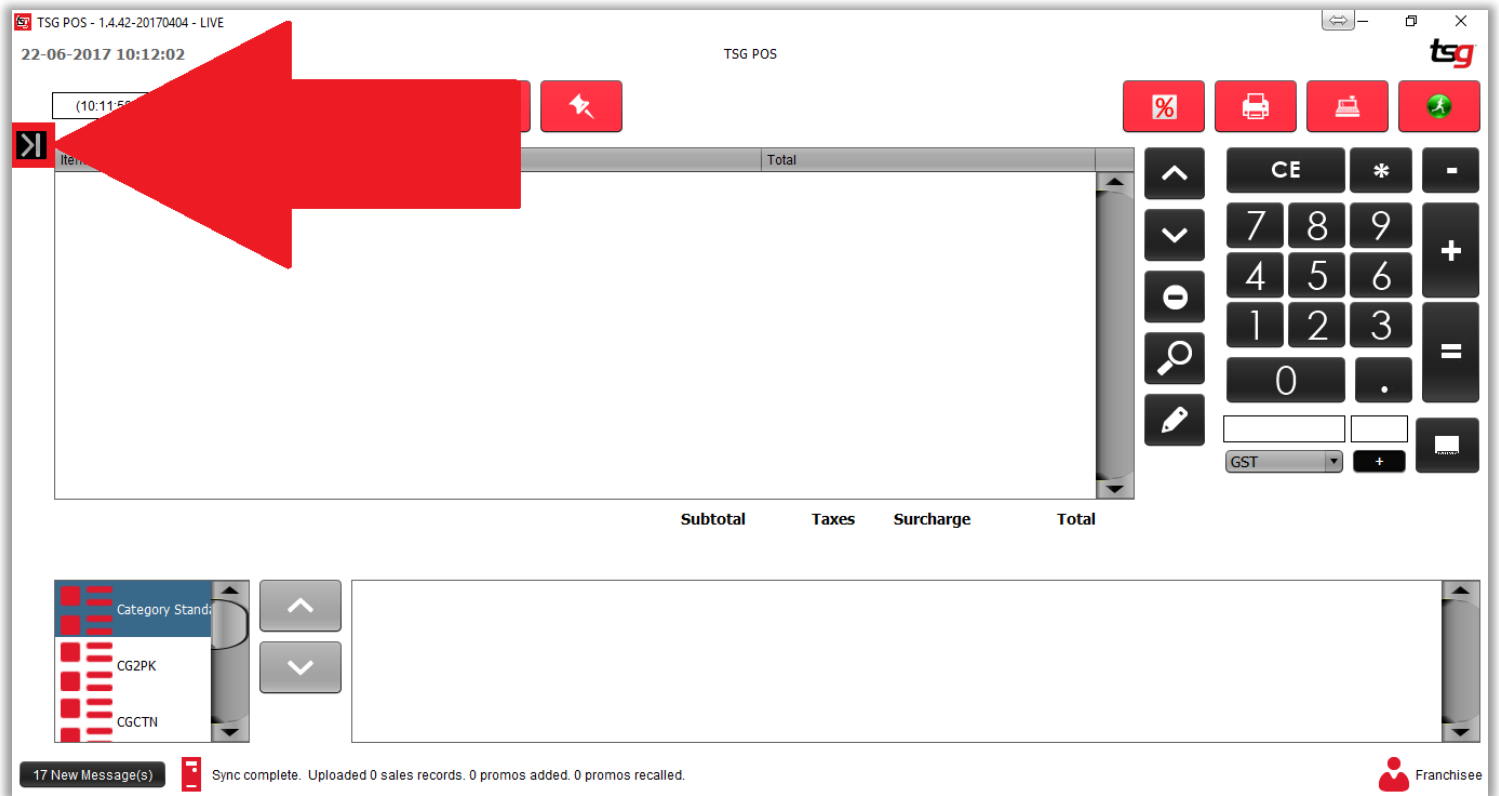 TSG POS - 1.4.42-20170404 - LIVE
22-06-2017 10:12:02
TSG POS
tsg
%
Total
CE * -
7 8 9 +
4 5 6
1 2 3 =
0 .
GST +
Subtotal Taxes Surcharge Total
CG2PK
CGCTN
Category Standa
17 New Message(s)
Sync complete. Uploaded 0 sales records. 0 promos added. 0 promos recalled.
Franchisee